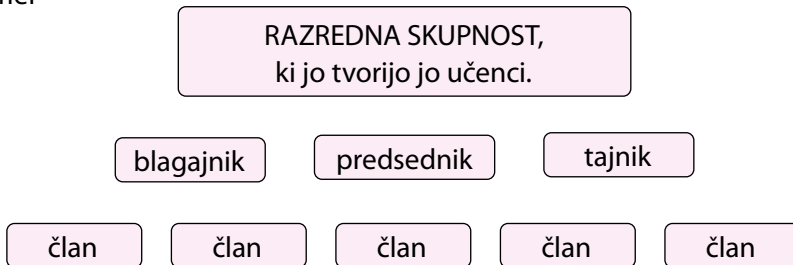 RAZREDNA SKUPNOST,
ki jo tvorijo jo učenci.
blagajnik predsednik tajnik
član član član član član